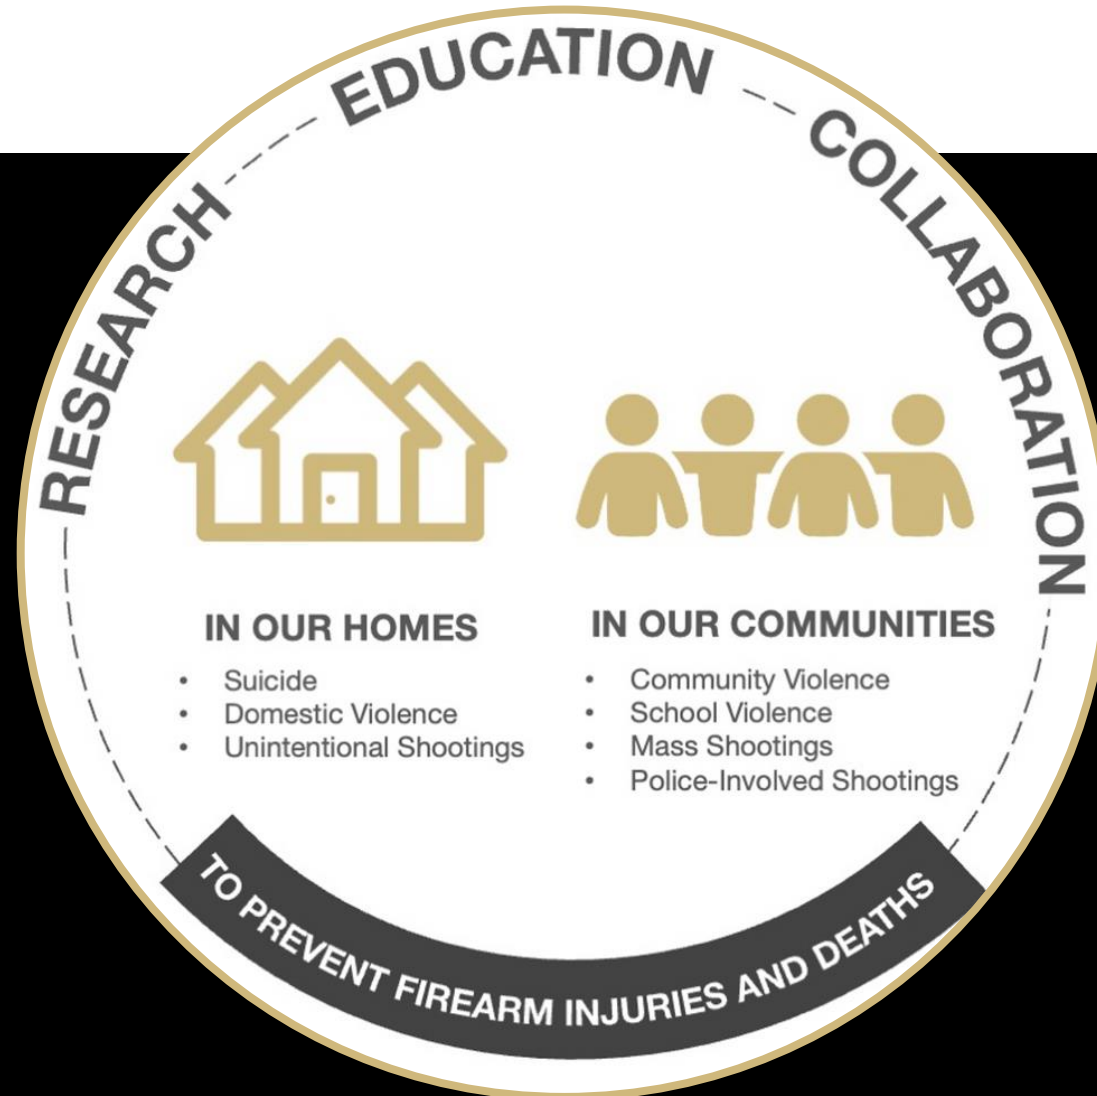 RESEARCH
EDUCATION
COLLABORATION
IN OUR HOMES
• Suicide
• Domestic Violence
• Unintentional Shootings
IN OUR COMMUNITIES
• Community Violence
• School Violence
• Mass Shootings
• Police-Involved Shootings
TO PREVENT FIREARM INJURIES AND DEATHS